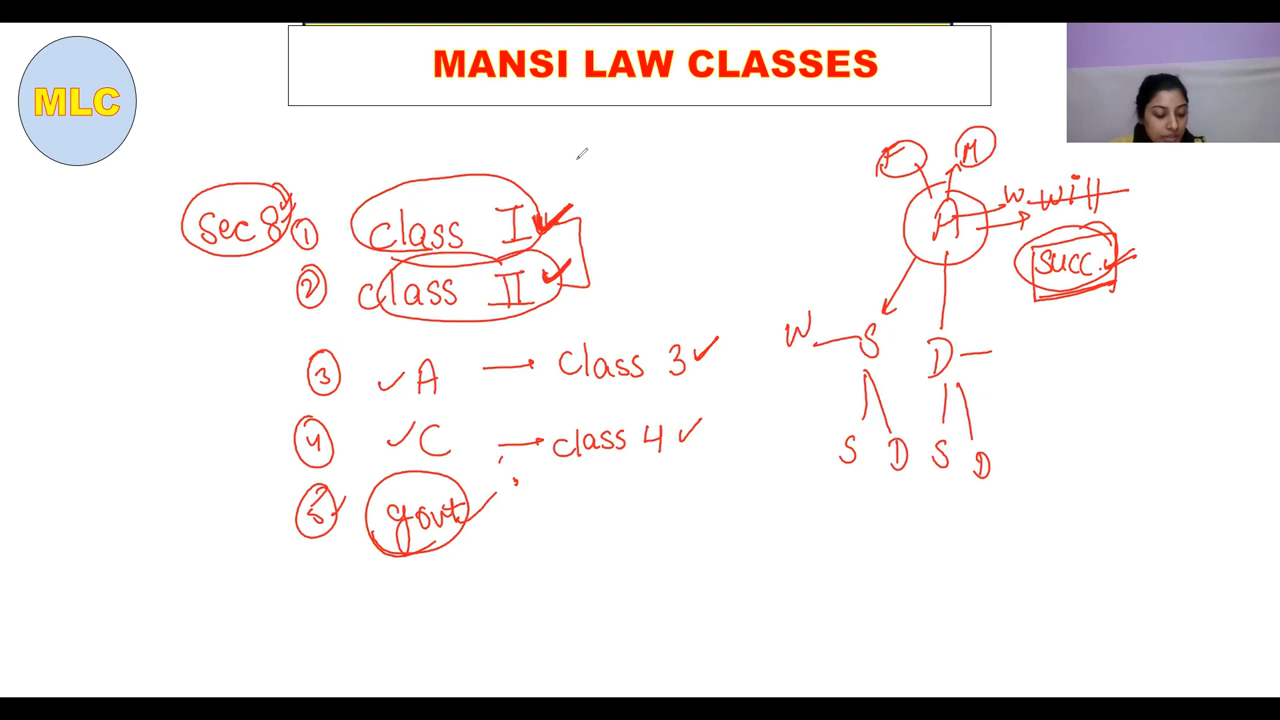 MANSI LAW CLASSES
MLC
Sec 8
1 class I
2 class II
3 A → Class 3
4 C → Class 4
5 govt
F M
A W will
succ.
W S D
S D S D